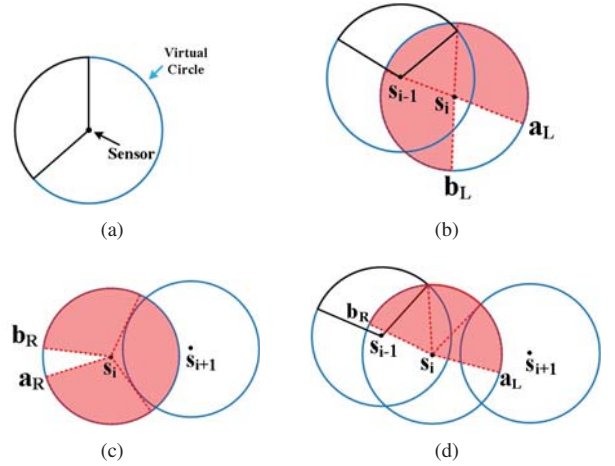 Virtual
Circle
Sensor
(a)
s_{i-1}
s_i
a_L
b_L
(b)
b_R
a_R
s_i
s_{i+1}
(c)
b_R
s_{i-1}
s_i
a_L
s_{i+1}
(d)